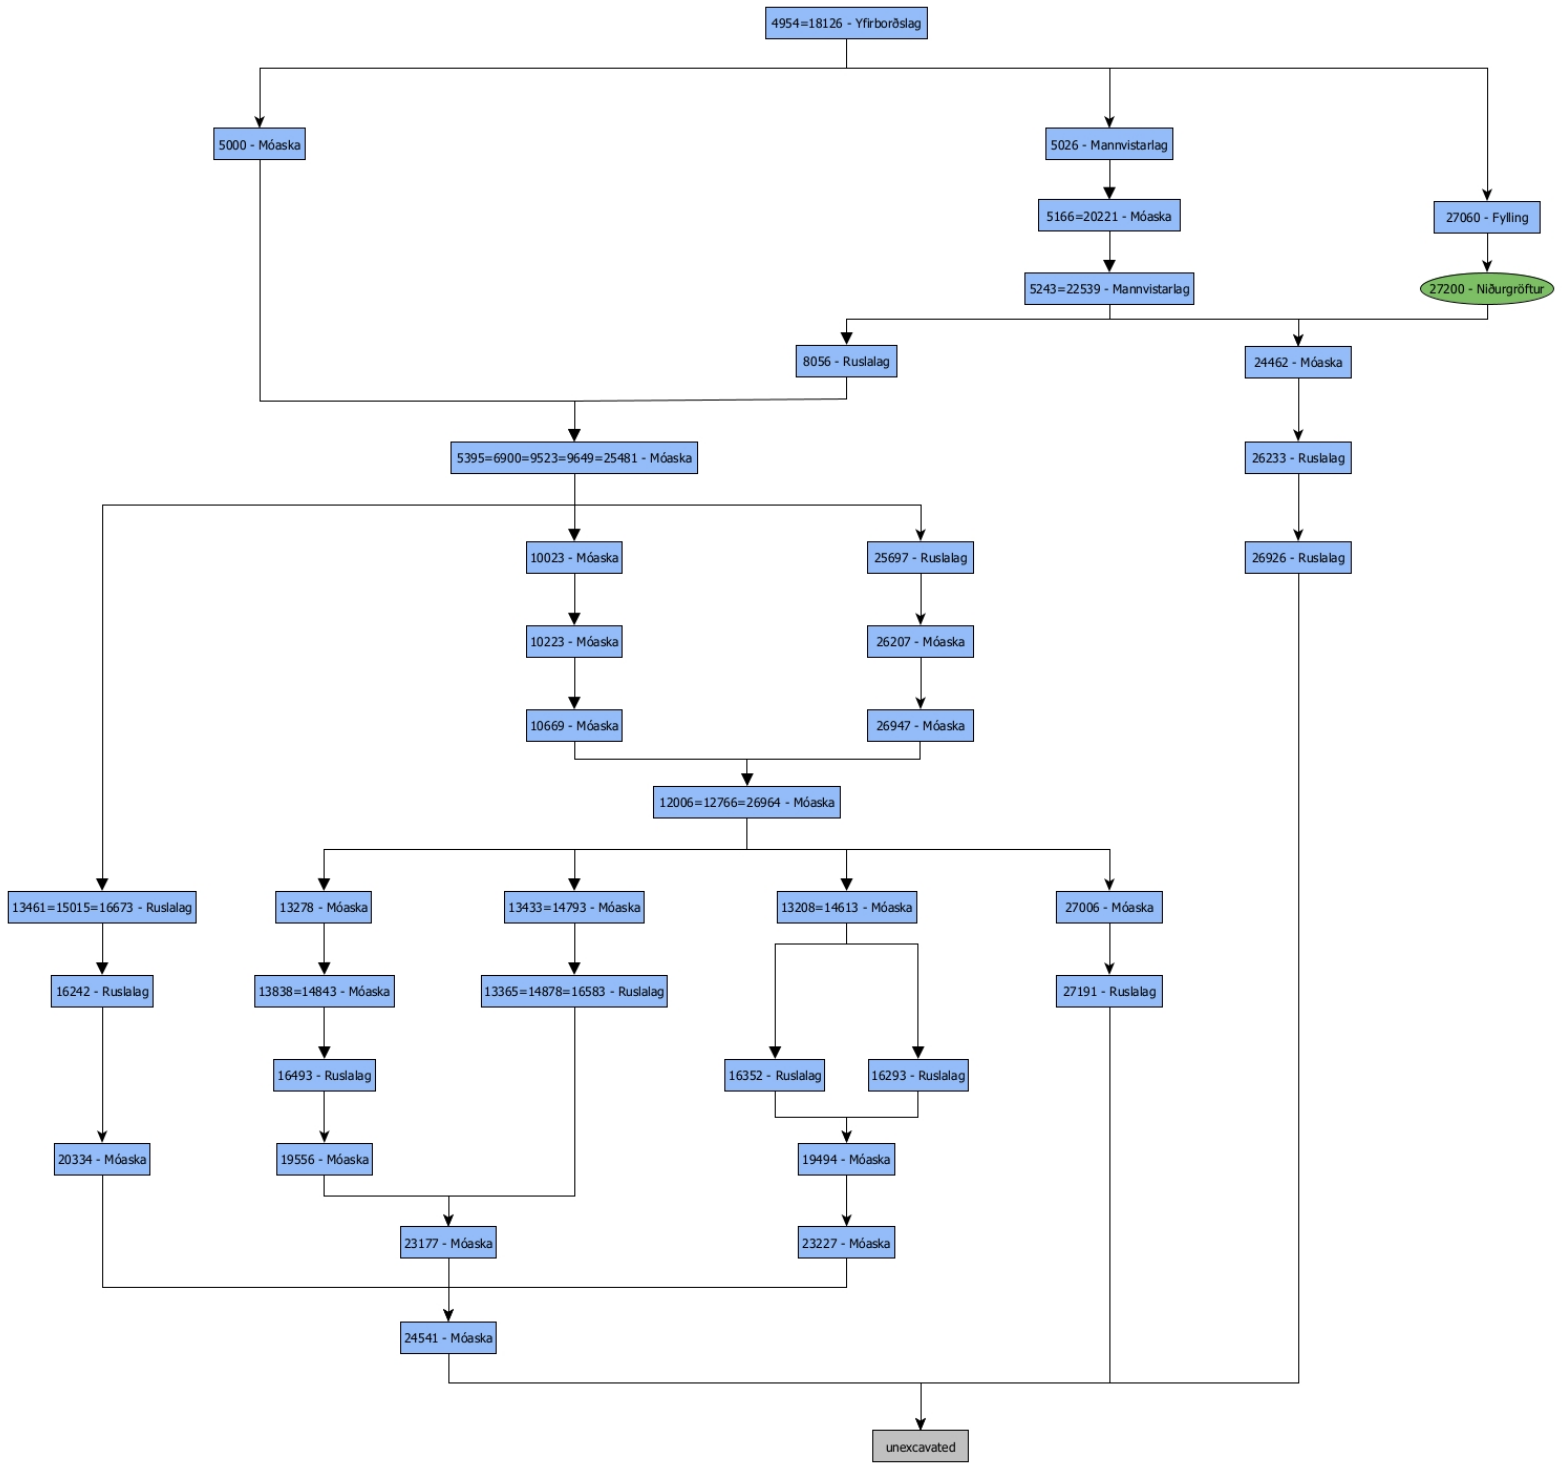 4954=18126 - Yfirborðslag
5000 - Móaska
5026 - Mannvistarlag
5166=20221 - Móaska
27060 - Fylling
5243=22539 - Mannvistarlag
27200 - Niðurgröftur
8056 - Ruslalag
24462 - Móaska
5395=6900=9523=9649=25481 - Móaska
26233 - Ruslalag
10023 - Móaska
25697 - Ruslalag
26926 - Ruslalag
10223 - Móaska
26207 - Móaska
10669 - Móaska
26947 - Móaska
12006=12766=26964 - Móaska
13461=15015=16673 - Ruslalag
13278 - Móaska
13433=14793 - Móaska
13208=14613 - Móaska
27006 - Móaska
16242 - Ruslalag
13838=14843 - Móaska
13365=14878=16583 - Ruslalag
27191 - Ruslalag
16493 - Ruslalag
16352 - Ruslalag
16293 - Ruslalag
20334 - Móaska
19556 - Móaska
19494 - Móaska
23177 - Móaska
23227 - Móaska
24541 - Móaska
unexcavated